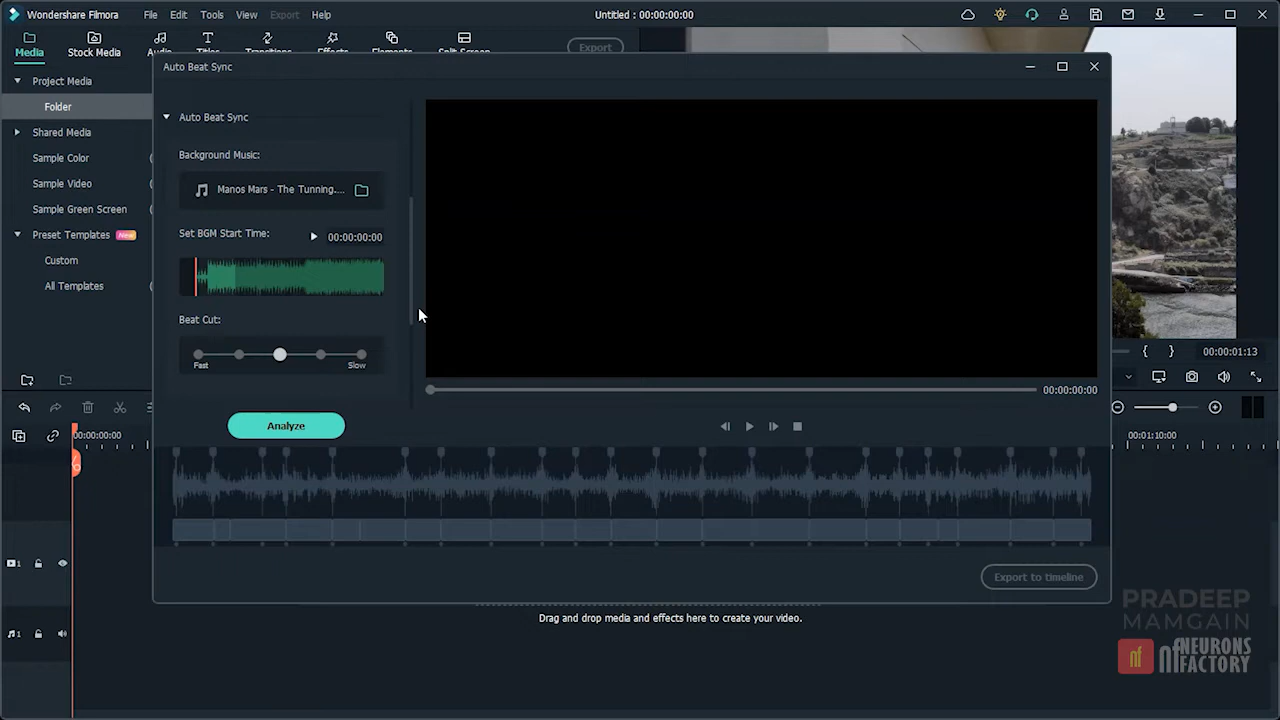 Wondershare Filmora File Edit Tools View Export Help Untitled : 00:00:00:00
Media Stock Media Audio Titles Transitions Effects Elements Split Screen Export
Auto Beat Sync
Project Media
Folder
Shared Media
Sample Color
Sample Video
Sample Green Screen
Preset Templates New
Custom
All Templates
Auto Beat Sync
Background Music:
Manos Mars - The Tunning....
Set BGM Start Time: 00:00:00:00
Beat Cut:
Fast Slow
Analyze
00:00:00:00
{ } 00:00:01:13
00:00:00:00
00:01:10:00
Export to timeline
1
Drag and drop media and effects here to create your video.
1
PRADEEP
MAMGAIN
nf nf NEURONS
FACTORY